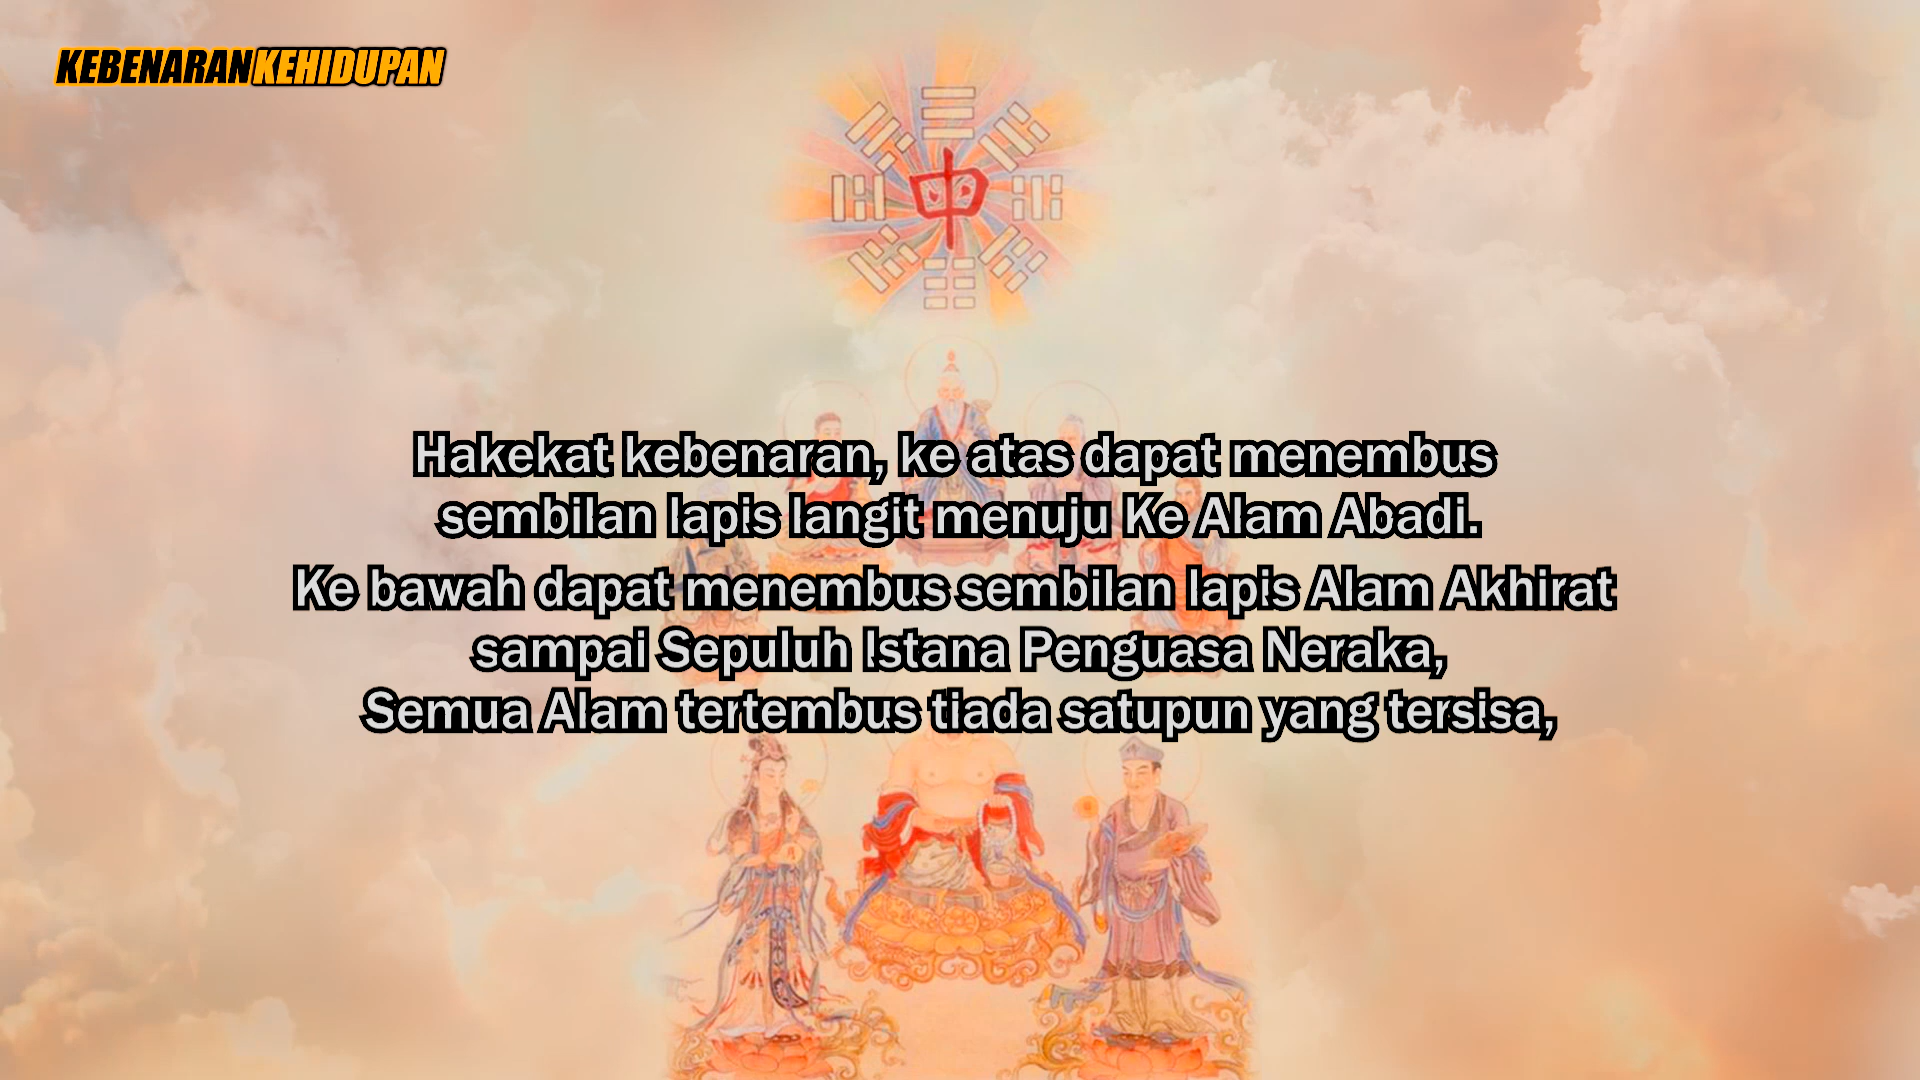 KEBENARANKEHIDUPAN
Hakekat kebenaran, ke atas dapat menembus
sembilan lapis langit menuju Ke Alam Abadi.
Ke bawah dapat menembus sembilan lapis Alam Akhirat
sampai Sepuluh Istana Penguasa Neraka,
Semua Alam tertembus tiada satupun yang tersisa,